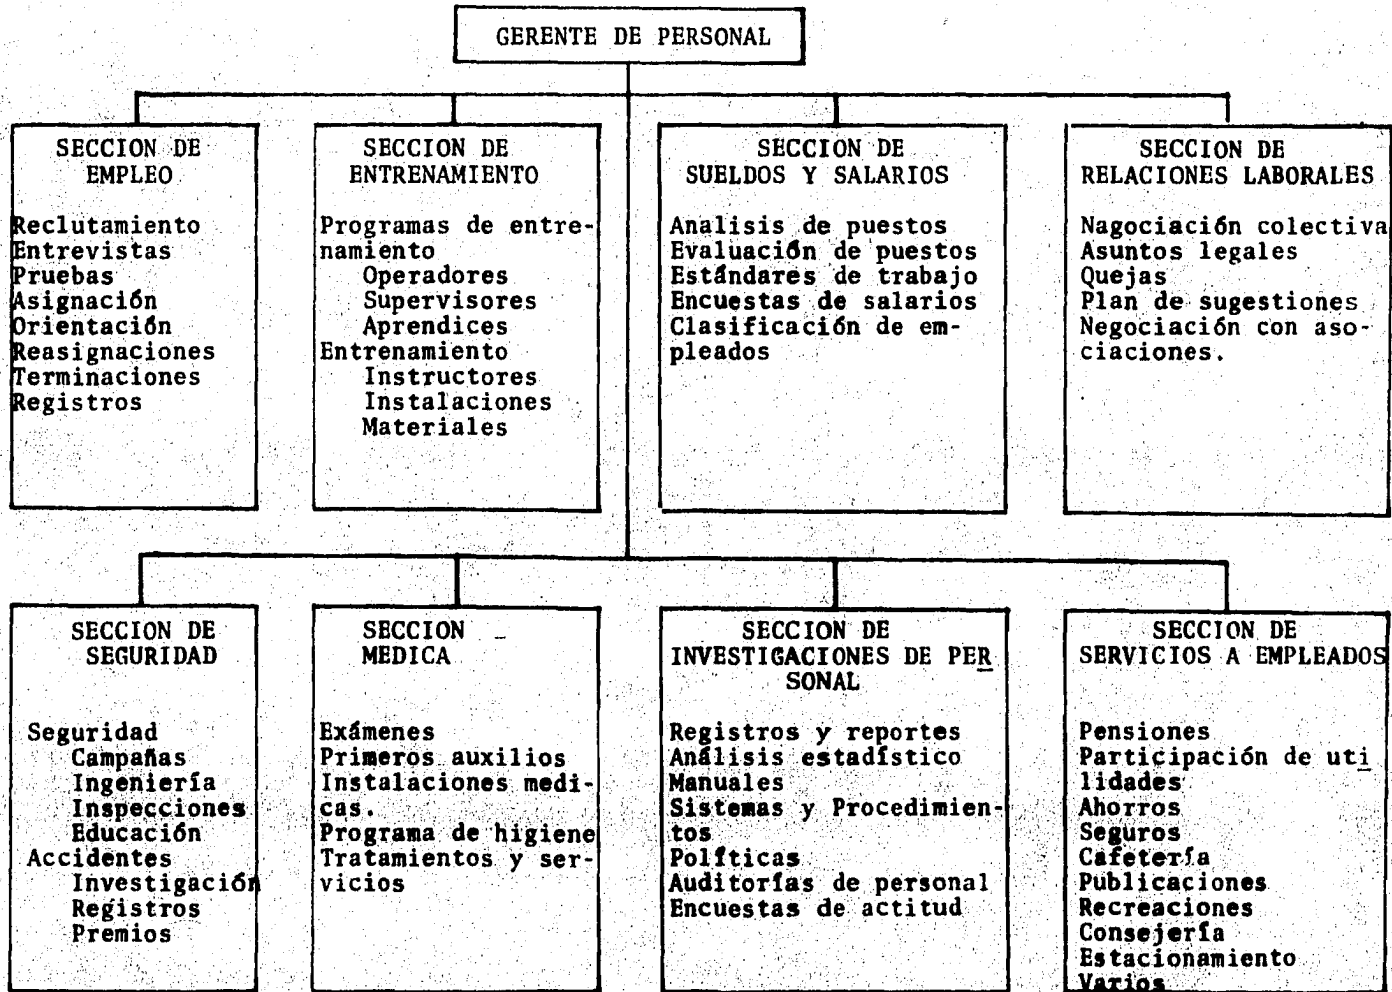 GERENTE DE PERSONAL
SECCION DE
EMPLEO
Reclutamiento
Entrevistas
Pruebas
Asignación
Orientación
Reasignaciones
Terminaciones
Registros
SECCION DE
ENTRENAMIENTO
Programas de entre-
namiento
Operadores
Supervisores
Aprendices
Entrenamiento
Instructores
Instalaciones
Materiales
SECCION DE
SUELDOS Y SALARIOS
Analisis de puestos
Evaluación de puestos
Estándares de trabajo
Encuestas de salarios
Clasificación de em-
pleados
SECCION DE
RELACIONES LABORALES
Nagociación colectiva
Asuntos legales
Quejas
Plan de sugestiones
Negociación con aso-
ciaciones.
SECCION DE
SEGURIDAD
Seguridad
Campañas
Ingeniería
Inspecciones
Educación
Accidentes
Investigación
Registros
Premios
SECCION
MEDICA
Exámenes
Primeros auxilios
Instalaciones medi-
cas.
Programa de higiene
Tratamientos y ser-
vicios
SECCION DE
INVESTIGACIONES DE PER
SONAL
Registros y reportes
Análisis estadístico
Manuales
Sistemas y Procedimien-
tos
Políticas
Auditorías de personal
Encuestas de actitud
SECCION DE
SERVICIOS A EMPLEADOS
Pensiones
Participación de uti
lidades
Ahorros
Seguros
Cafetería
Publicaciones
Recreaciones
Consejería
Estacionamiento
Varios